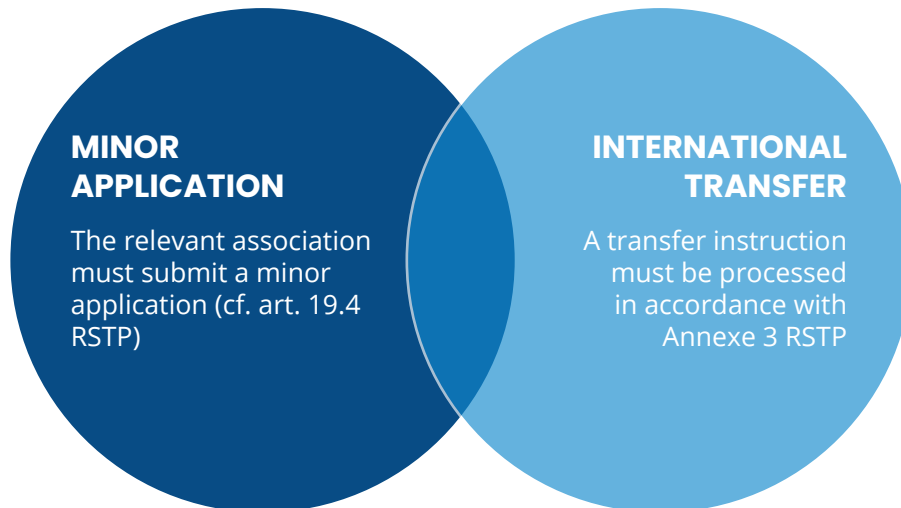 MINOR
APPLICATION
The relevant association
must submit a minor
application (cf. art. 19.4
RSTP)
INTERNATIONAL
TRANSFER
A transfer instruction
must be processed
in accordance with
Annexe 3 RSTP